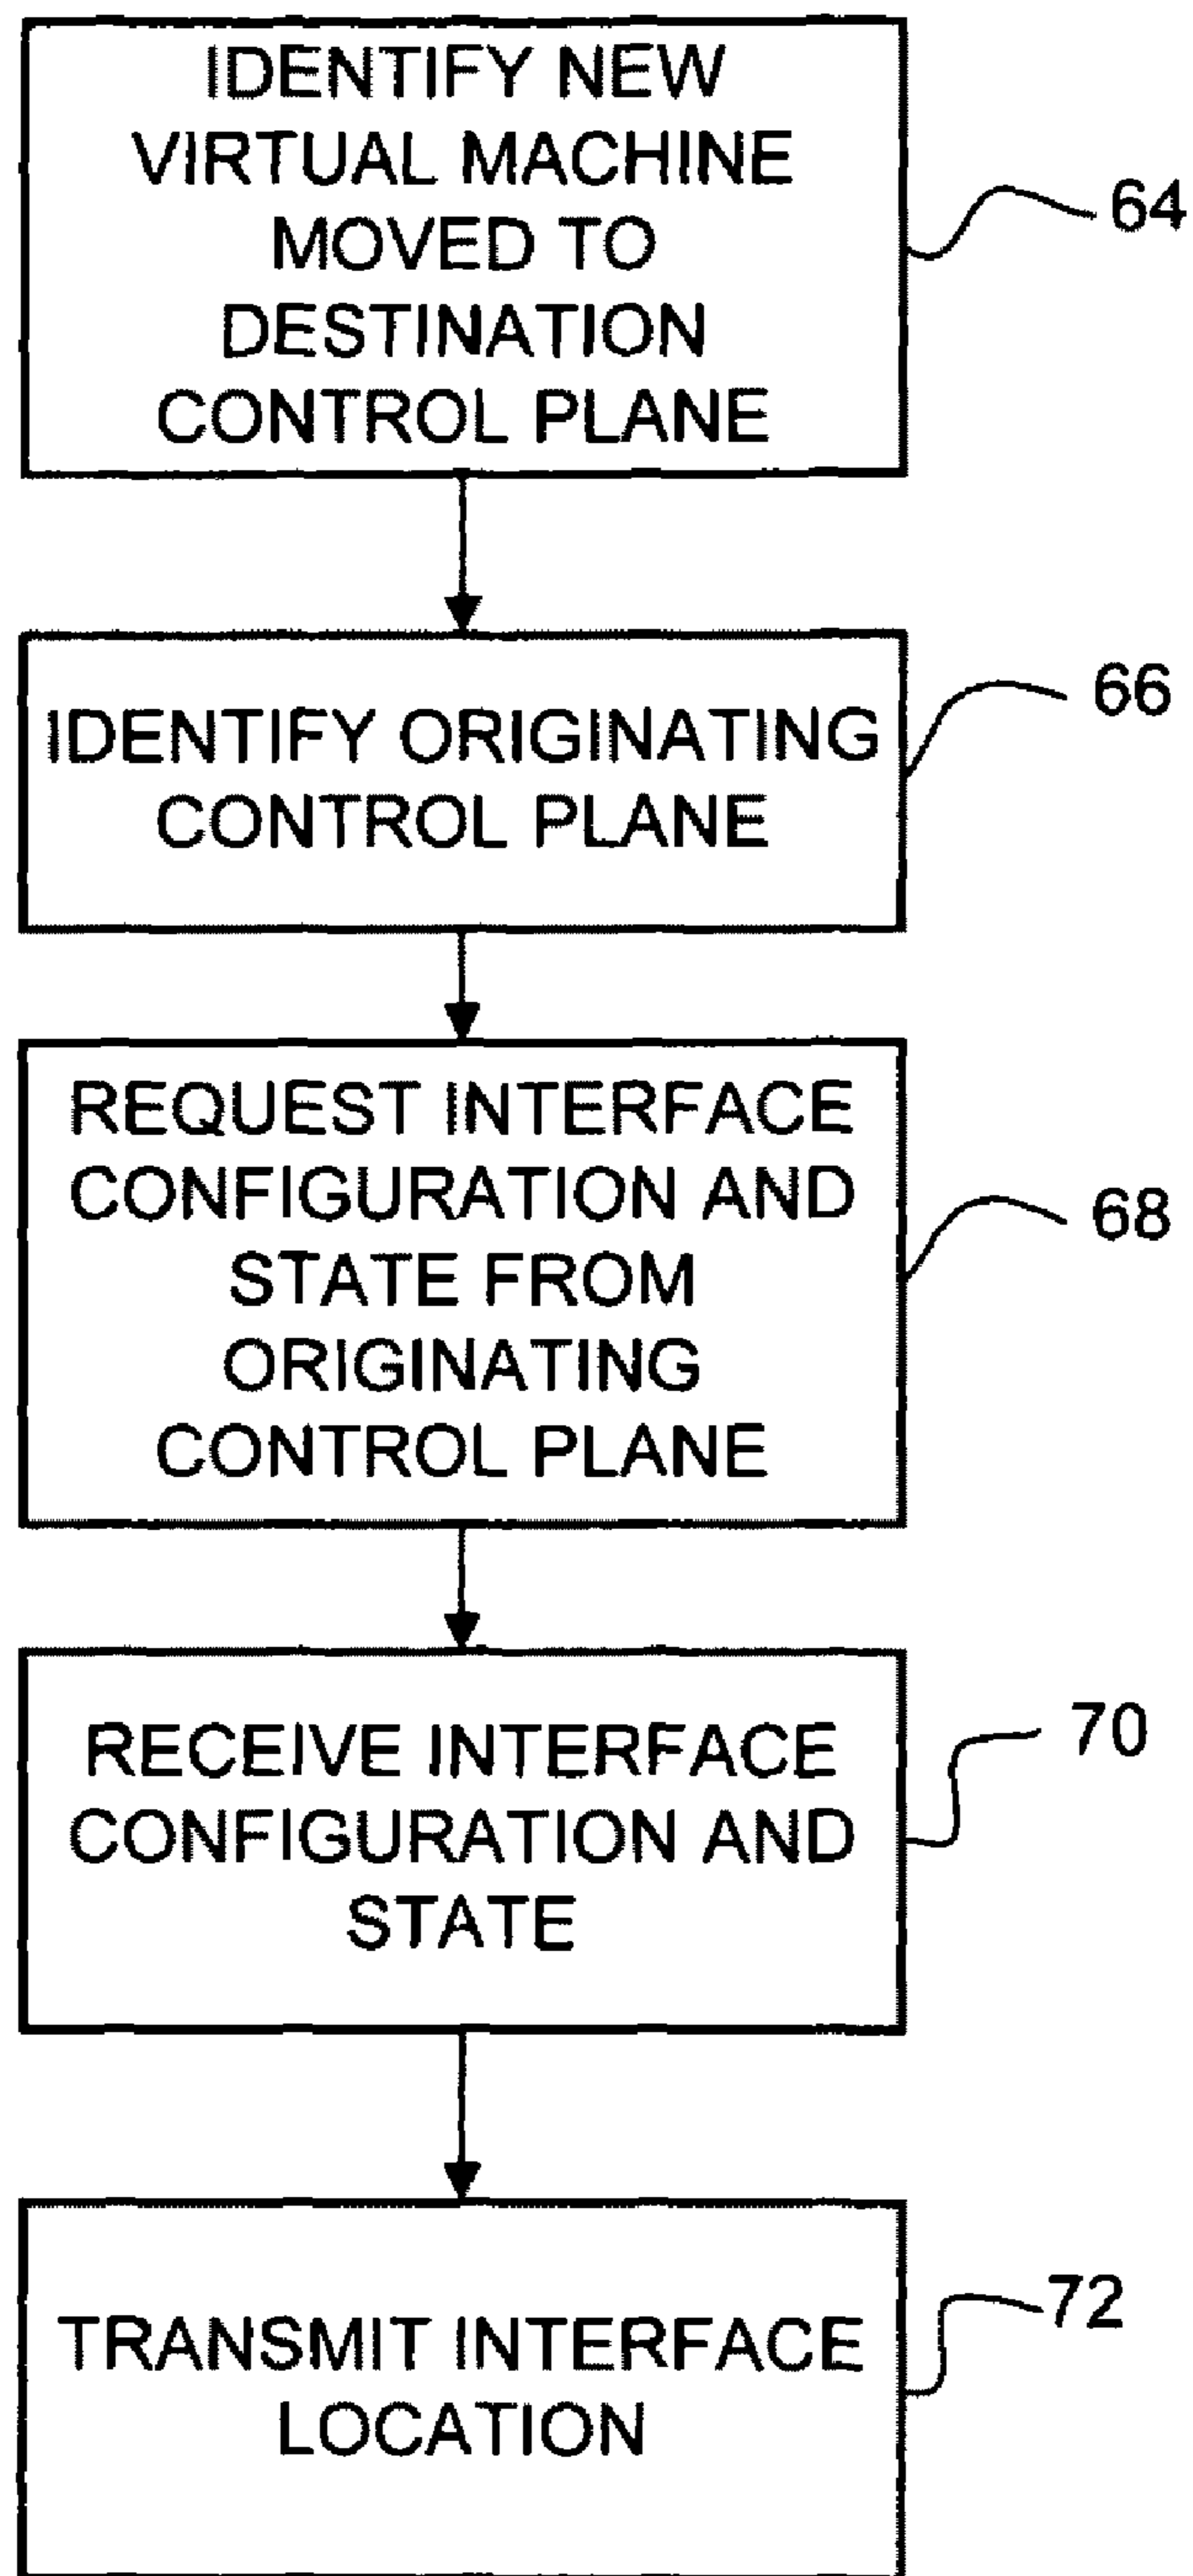 IDENTIFY NEW
VIRTUAL MACHINE
MOVED TO
DESTINATION
CONTROL PLANE
64
IDENTIFY ORIGINATING
CONTROL PLANE
66
REQUEST INTERFACE
CONFIGURATION AND
STATE FROM
ORIGINATING
CONTROL PLANE
68
RECEIVE INTERFACE
CONFIGURATION AND
STATE
70
TRANSMIT INTERFACE
LOCATION
72